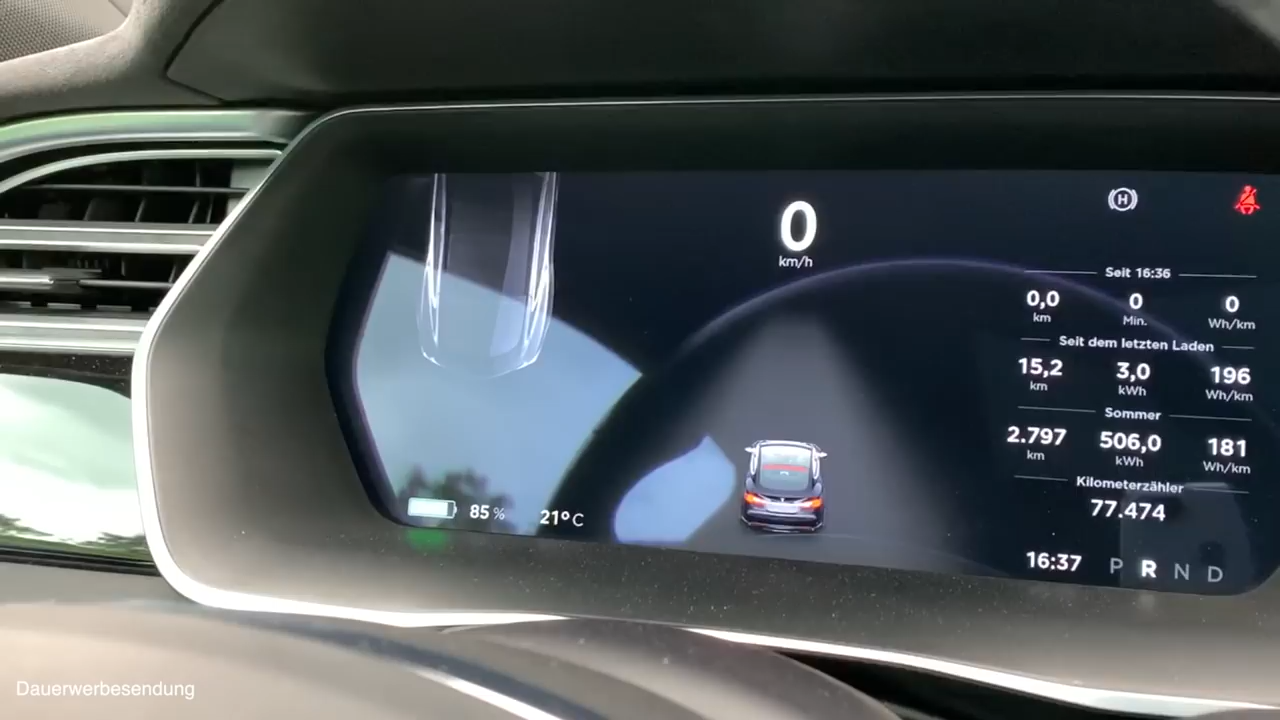 0
km/h
H
Seit 16:36
0,0 0 0
km Min. Wh/km
Seit dem letzten Laden
15,2 3,0 196
km kWh Wh/km
Sommer
2.797 506,0 181
km kWh Wh/km
Kilometerzähler
77.474
85 % 21°C
16:37 P R N D
Dauerwerbesendung